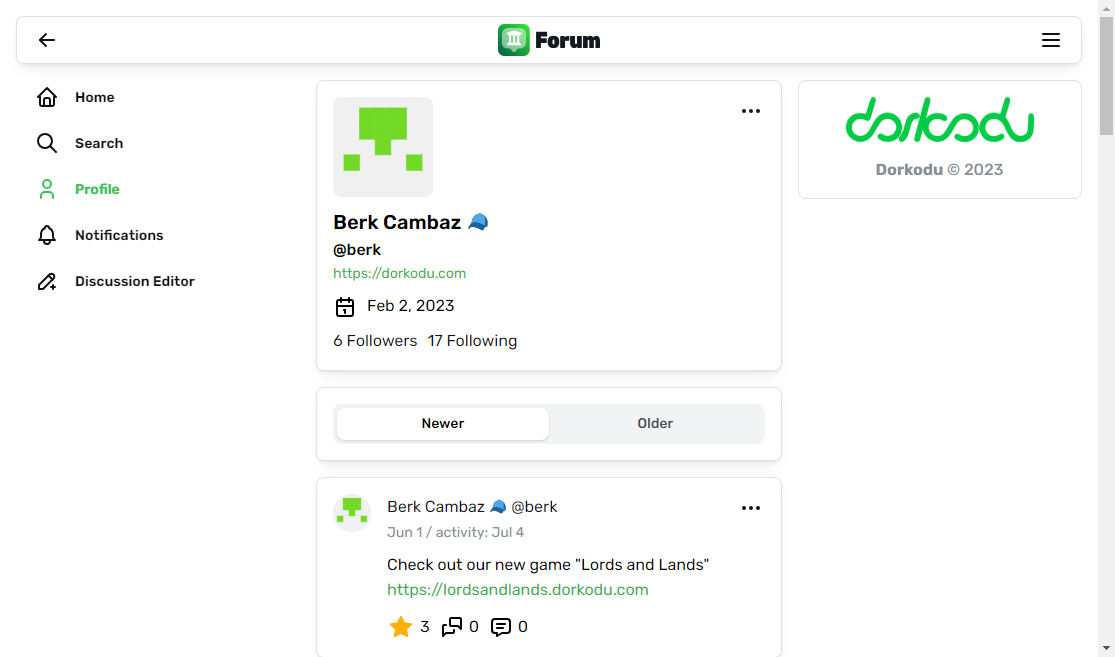 Forum
Home
Search
Profile
Notifications
Discussion Editor
Berk Cambaz 🧢
@berk
https://dorkodu.com
Feb 2, 2023
6 Followers 17 Following
Newer Older
Berk Cambaz 🧢 @berk
Jun 1 / activity: Jul 4
Check out our new game "Lords and Lands"
https://lordsandlands.dorkodu.com
3 0 0
dorkodu
Dorkodu © 2023